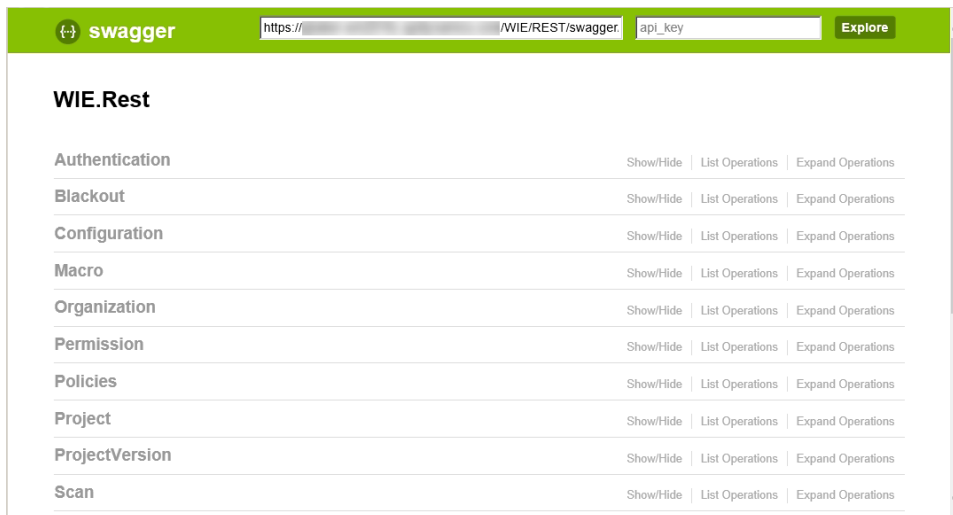 {··} swagger https:// /WIE/REST/swagger. api_key Explore
WIE.Rest
Authentication Show/Hide List Operations Expand Operations
Blackout Show/Hide List Operations Expand Operations
Configuration Show/Hide List Operations Expand Operations
Macro Show/Hide List Operations Expand Operations
Organization Show/Hide List Operations Expand Operations
Permission Show/Hide List Operations Expand Operations
Policies Show/Hide List Operations Expand Operations
Project Show/Hide List Operations Expand Operations
ProjectVersion Show/Hide List Operations Expand Operations
Scan Show/Hide List Operations Expand Operations